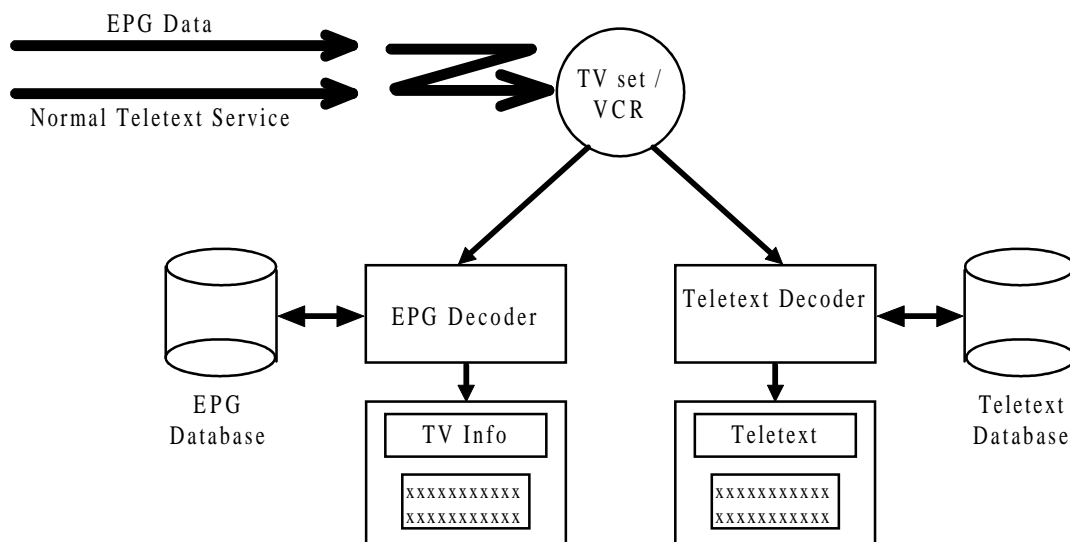 EPG Data
Normal Teletext Service
TV set /
VCR
EPG Decoder
Teletext Decoder
EPG
Database
TV Info
xxxxxxxxxxx
xxxxxxxxxxx
Teletext
xxxxxxxxxxx
xxxxxxxxxxx
Teletext
Database